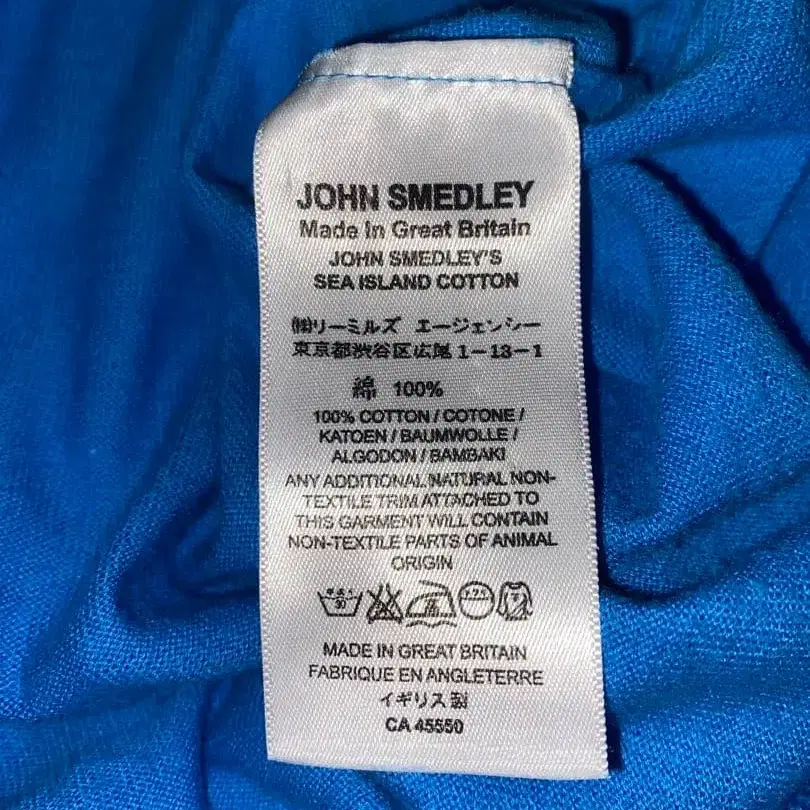 JOHN SMEDLEY
Made In Great Britain
JOHN SMEDLEY'S
SEA ISLAND COTTON
㈱リーミルズ エージェンシー
東京都渋谷区広尾 1-13-1
綿 100%
100% COTTON / COTONE /
KATOEN / BAUMWOLLE /
ALGODON / BAMBAKI
ANY ADDITIONAL NATURAL NON-
TEXTILE TRIM ATTACHED TO
THIS GARMENT WILL CONTAIN
NON-TEXTILE PARTS OF ANIMAL
ORIGIN
30
MADE IN GREAT BRITAIN
FABRIQUE EN ANGLETERRE
イギリス製
CA 45550